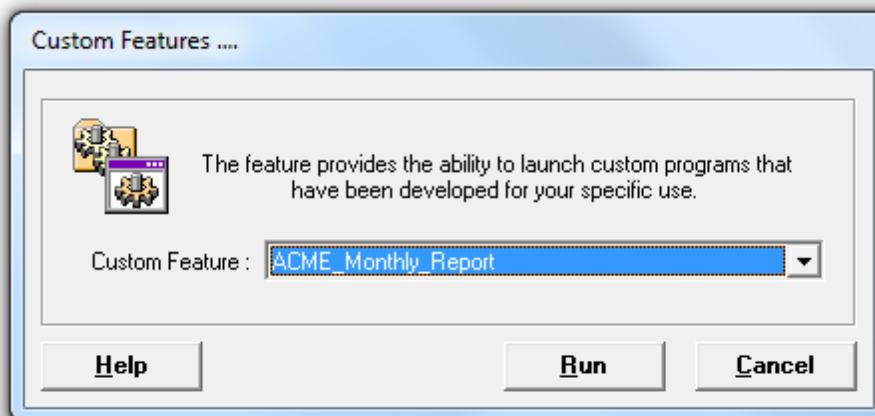 Custom Features ....
The feature provides the ability to launch custom programs that
have been developed for your specific use.
Custom Feature : ACME_Monthly_Report
Help Run Cancel